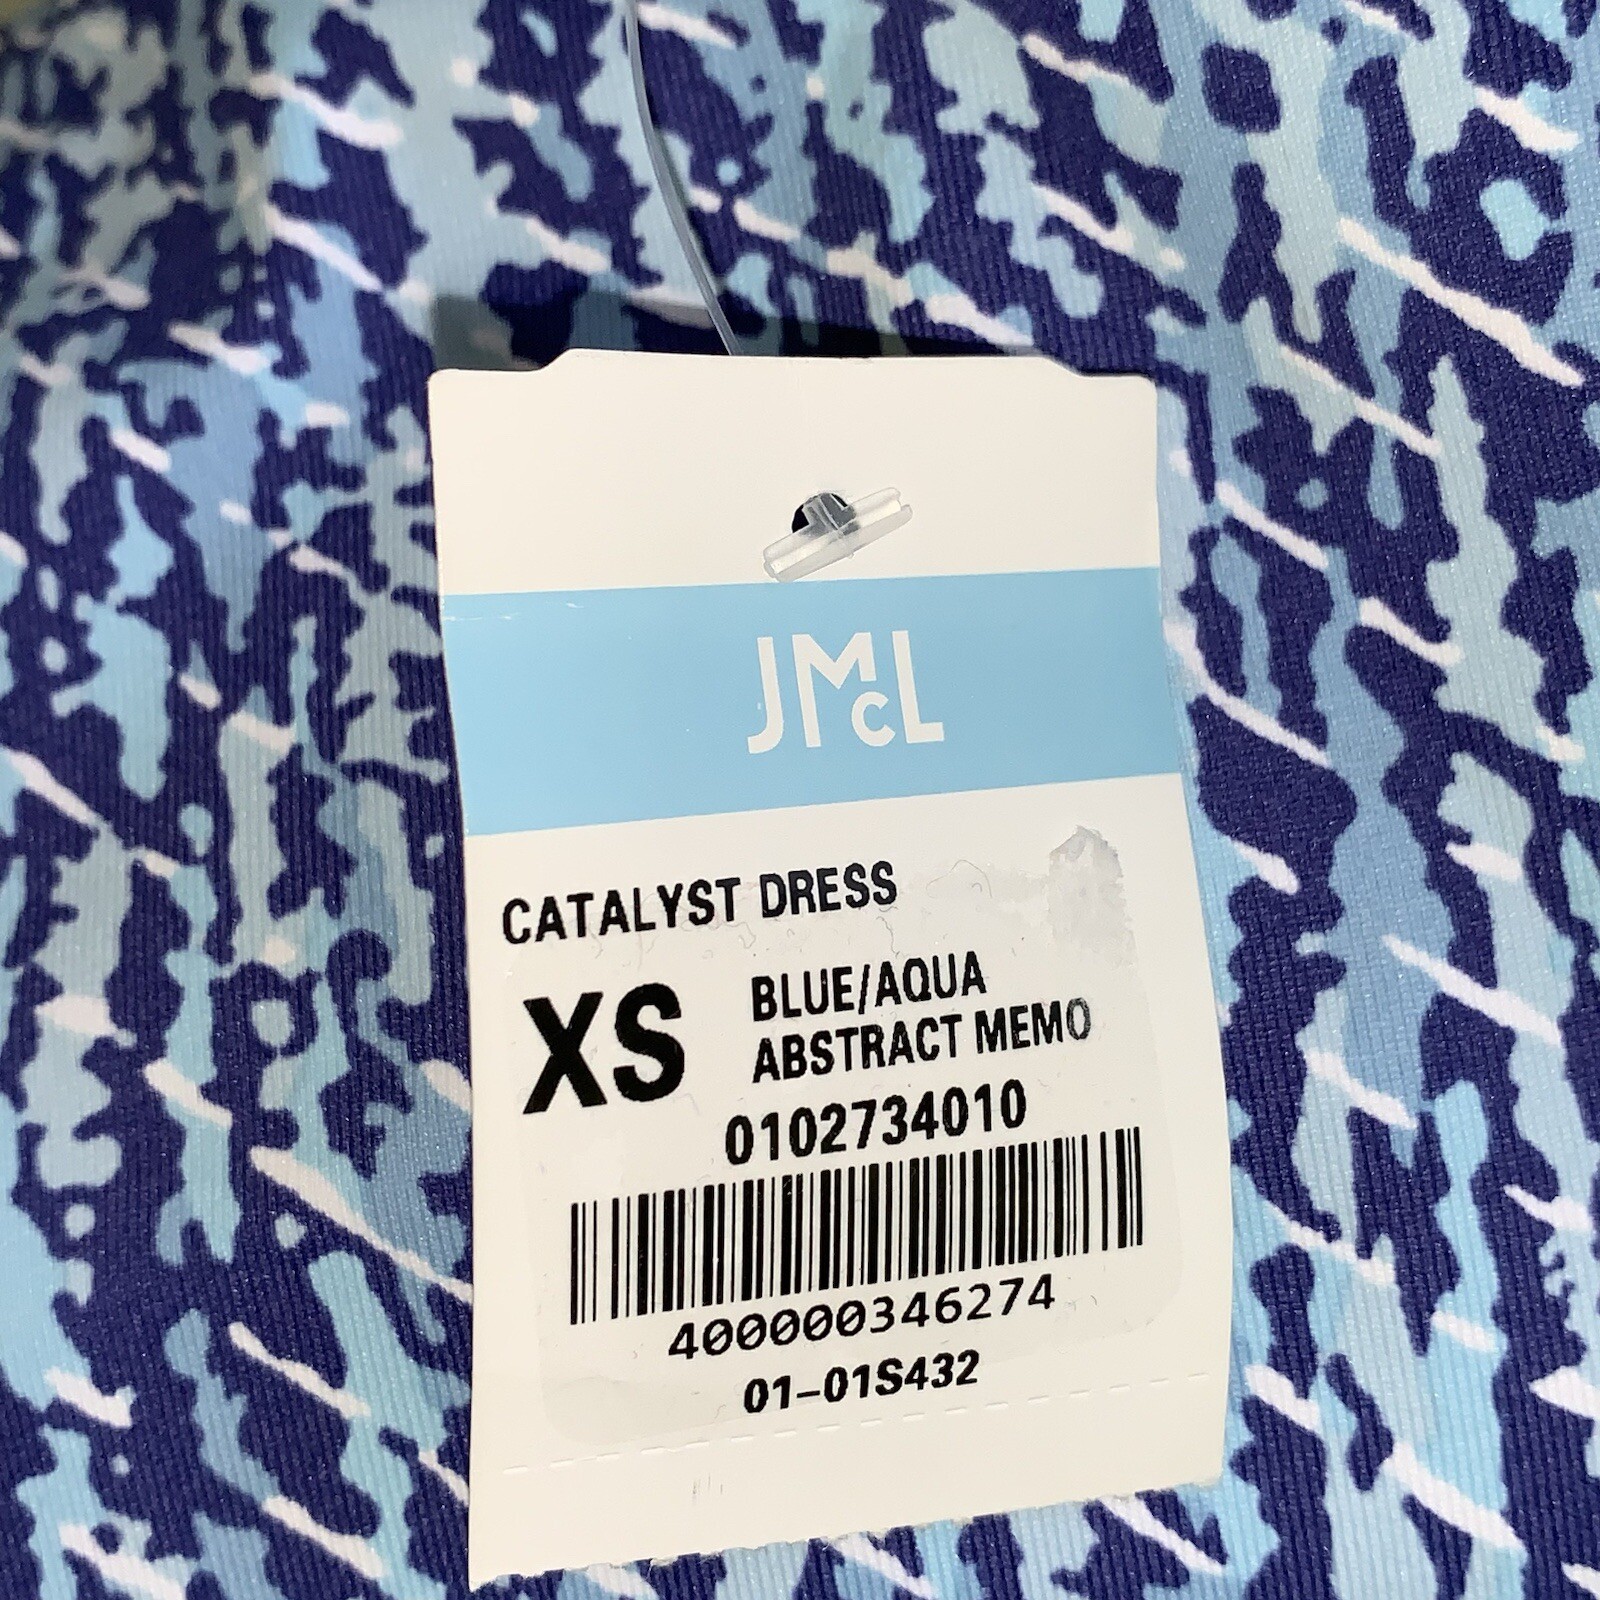 JMcL
CATALYST DRESS
XS
BLUE/AQUA
ABSTRACT MEMO
0102734010
400000346274
01-01S432